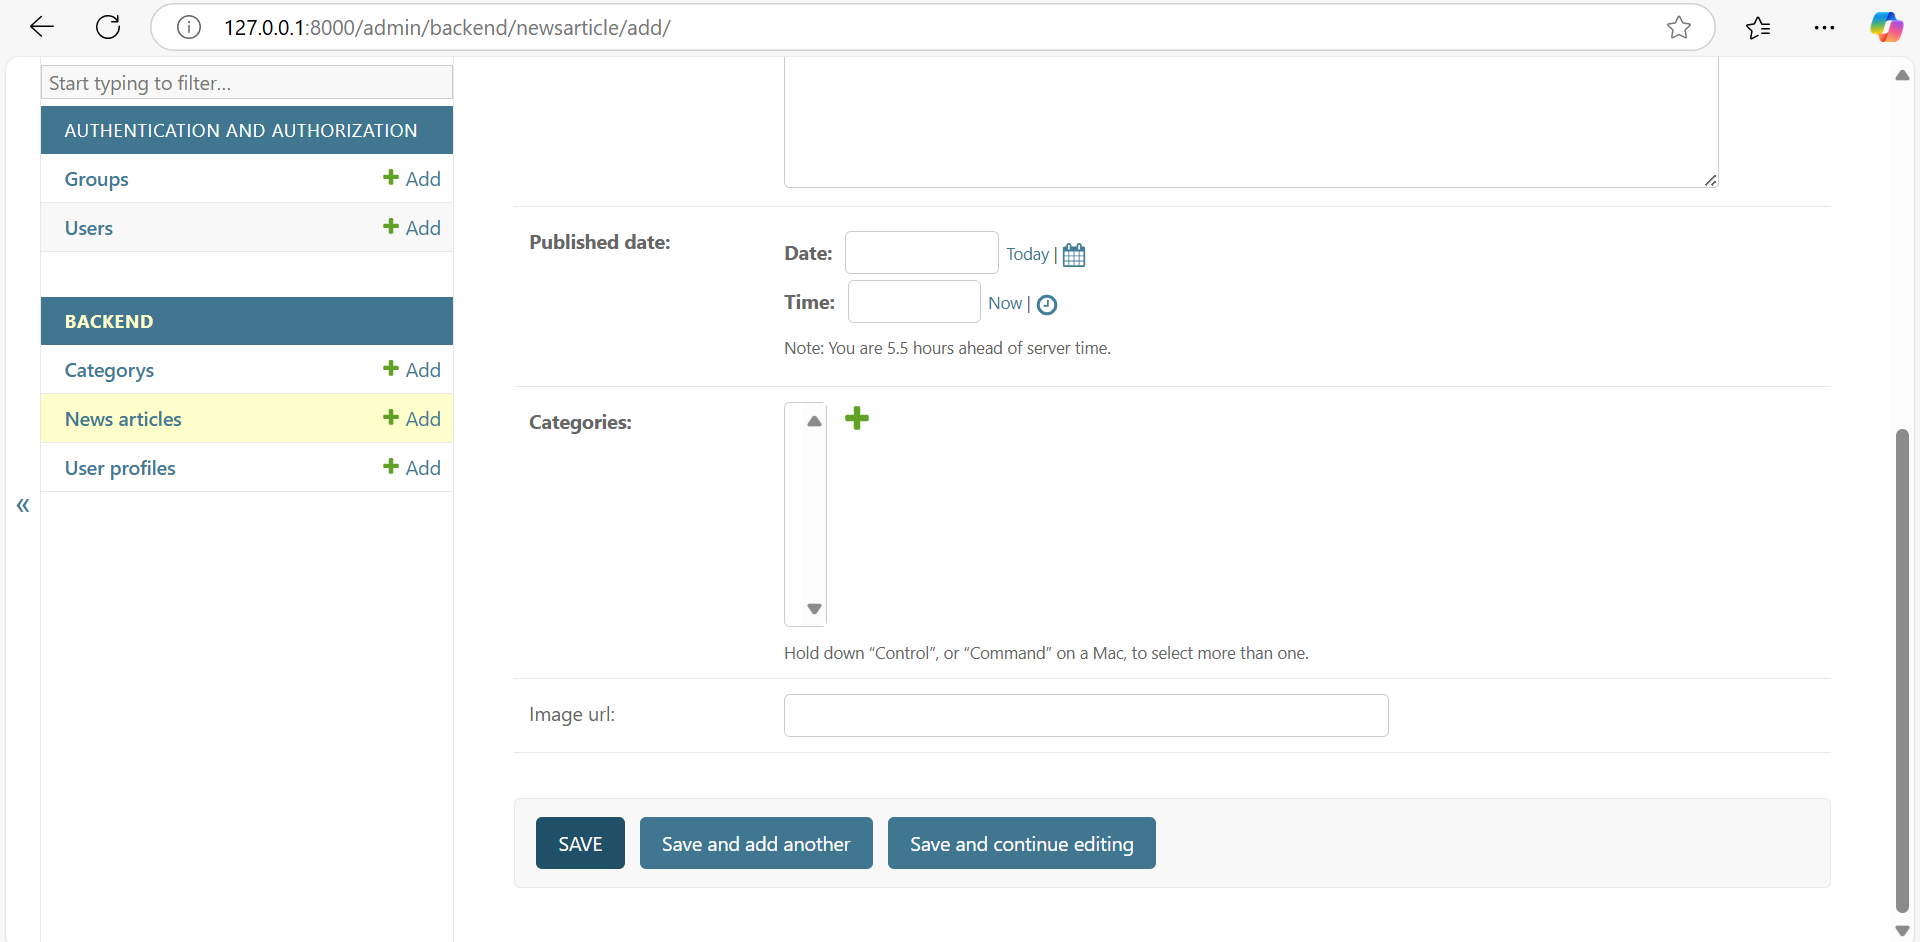 127.0.0.1:8000/admin/backend/newsarticle/add/
Start typing to filter...
AUTHENTICATION AND AUTHORIZATION
Groups Add
Users Add
BACKEND
Categorys Add
News articles Add
User profiles Add
«
Published date:
Date: Today |
Time: Now |
Note: You are 5.5 hours ahead of server time.
Categories:
Hold down “Control”, or “Command” on a Mac, to select more than one.
Image url:
SAVE Save and add another Save and continue editing